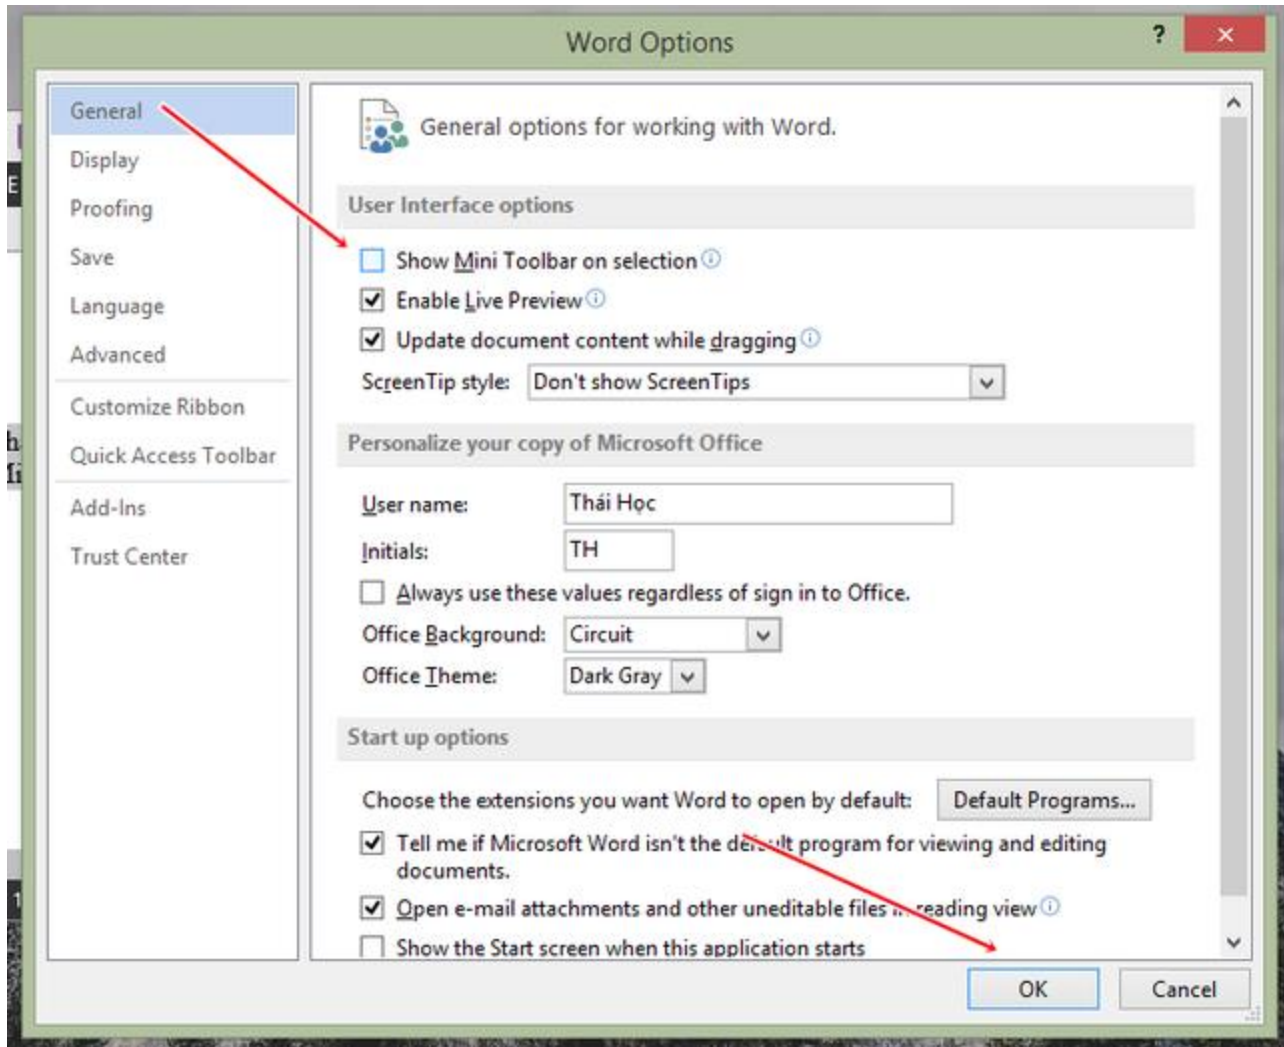 Word Options
?
General
Display
Proofing
Save
Language
Advanced
Customize Ribbon
Quick Access Toolbar
Add-Ins
Trust Center
General options for working with Word.
User Interface options
Show Mini Toolbar on selection
Enable Live Preview
Update document content while dragging
ScreenTip style: Don't show ScreenTips
Personalize your copy of Microsoft Office
User name: Thái Học
Initials: TH
Always use these values regardless of sign in to Office.
Office Background: Circuit
Office Theme: Dark Gray
Start up options
Choose the extensions you want Word to open by default: Default Programs...
Tell me if Microsoft Word isn't the default program for viewing and editing
documents.
Open e-mail attachments and other uneditable files in reading view
Show the Start screen when this application starts
OK Cancel